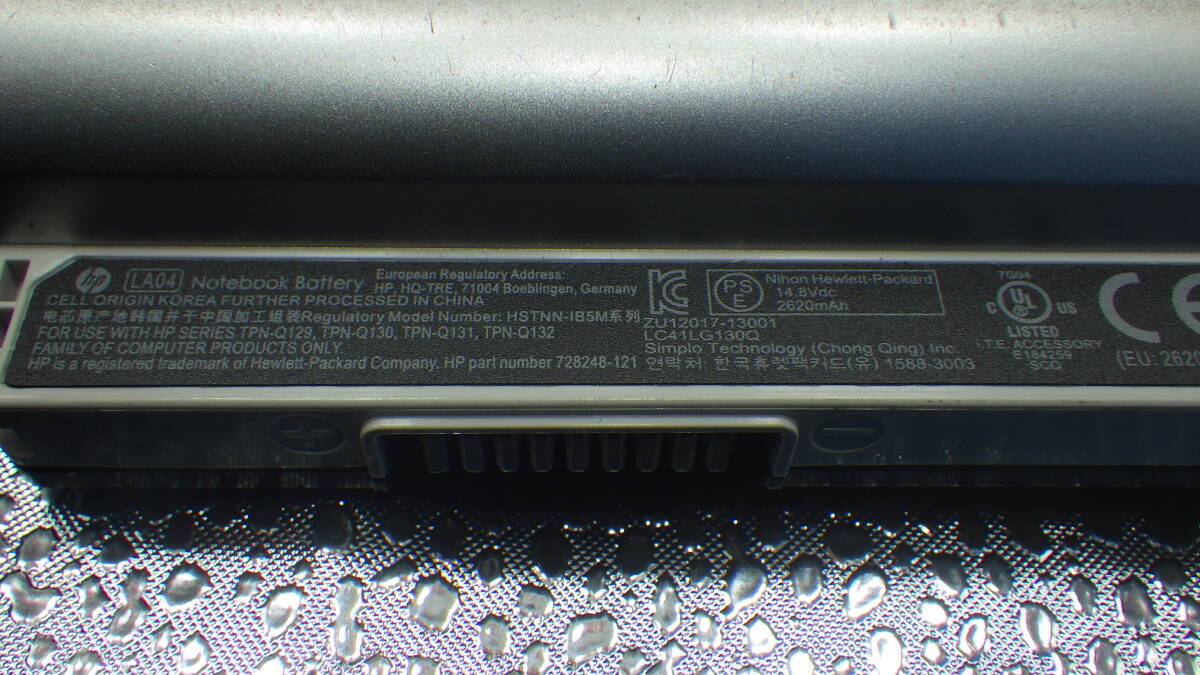 hp LA04 Notebook Battery
European Regulatory Address:
HP, HQ-TRE, 71004 Boeblingen, Germany
CELL ORIGIN KOREA FURTHER PROCESSED IN CHINA
电芯原产地韩国并于中国加工组装Regulatory Model Number: HSTNN-IB5M系列
FOR USE WITH HP SERIES TPN-Q129, TPN-Q130, TPN-Q131, TPN-Q132
FAMILY OF COMPUTER PRODUCTS ONLY.
HP is a registered trademark of Hewlett-Packard Company. HP part number 728248-121
PS
E
Nihon Hewlett-Packard
14.8Vdc
2620mAh
ZU12017-13001
LC41LG130Q
Simplo Technology (Chong Qing) Inc.
연락처: 한국휴렛팩카드(유) 1588-3003
7G04
c UL US
LISTED
I.T.E. ACCESSORY
E184259
SCQ
CE
(EU: 262
+
−